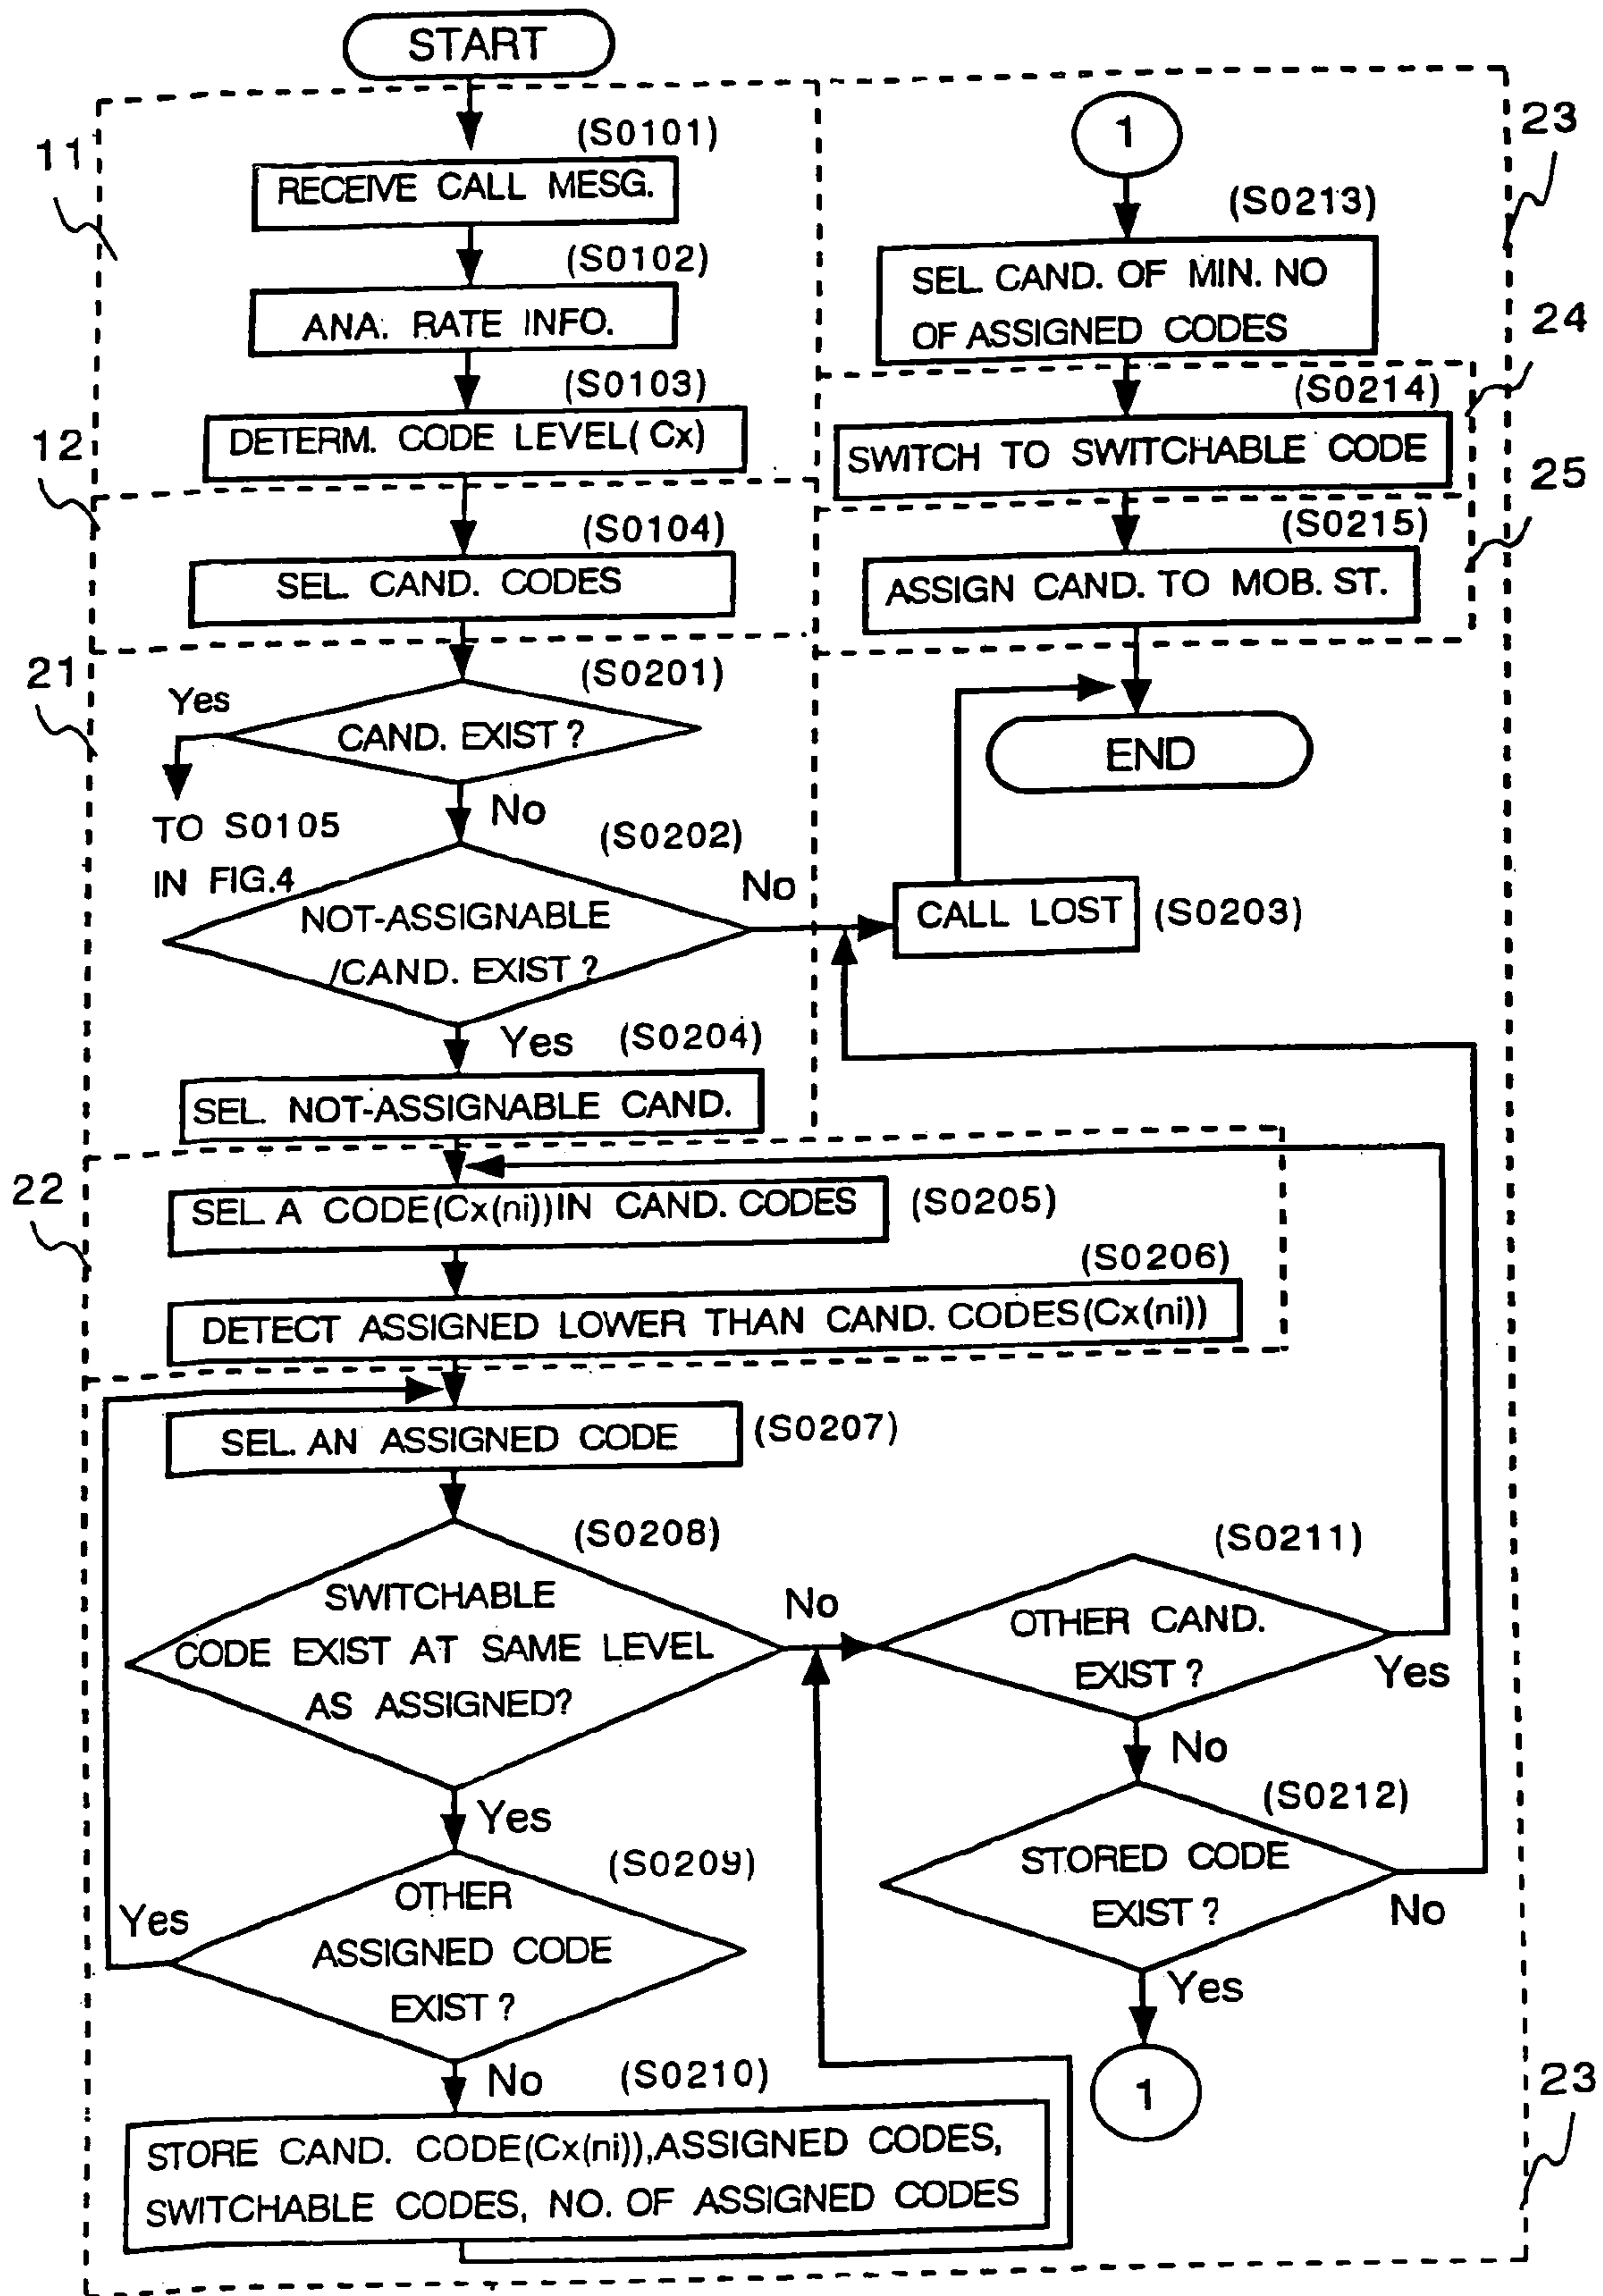 START
11
(S0101)
RECEIVE CALL MESG.
(S0102)
ANA. RATE INFO.
(S0103)
DETERM. CODE LEVEL(Cx)
12
(S0104)
SEL. CAND. CODES
21
(S0201)
Yes
CAND. EXIST ?
No
TO S0105
IN FIG.4
(S0202)
NOT-ASSIGNABLE
/CAND. EXIST ?
No
Yes
(S0204)
SEL. NOT-ASSIGNABLE CAND.
22
SEL. A CODE(Cx(ni))IN CAND. CODES
(S0205)
(S0206)
DETECT ASSIGNED LOWER THAN CAND. CODES(Cx(ni))
SEL. AN ASSIGNED CODE
(S0207)
(S0208)
SWITCHABLE
CODE EXIST AT SAME LEVEL
AS ASSIGNED?
No
Yes
(S0209)
OTHER
ASSIGNED CODE
EXIST ?
Yes
No
(S0210)
STORE CAND. CODE(Cx(ni)),ASSIGNED CODES,
SWITCHABLE CODES, NO. OF ASSIGNED CODES
(S0211)
OTHER CAND.
EXIST ?
Yes
No
(S0212)
STORED CODE
EXIST ?
No
Yes
1
23
1
23
(S0213)
SEL. CAND. OF MIN. NO
OF ASSIGNED CODES
24
(S0214)
SWITCH TO SWITCHABLE CODE
25
(S0215)
ASSIGN CAND. TO MOB. ST.
END
CALL LOST
(S0203)